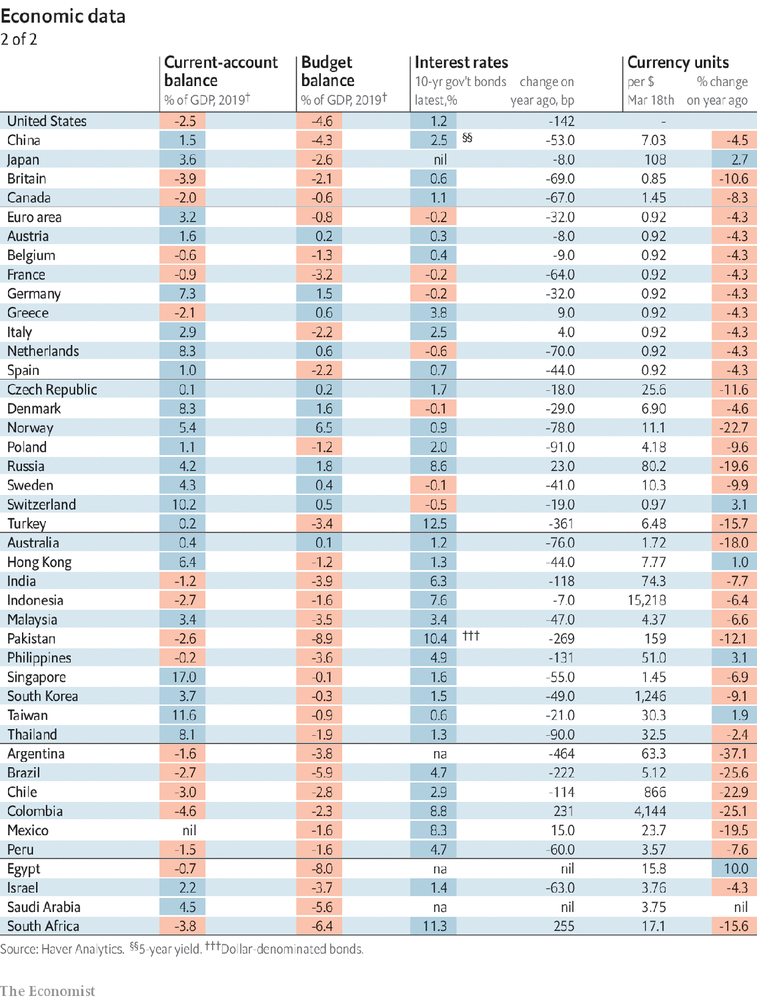 Economic data
2 of 2
Current-account balance % of GDP, 2019† Budget balance % of GDP, 2019† Interest rates 10-yr gov't bonds latest,% change on year ago, bp Currency units per $ Mar 18th % change on year ago
United States -2.5 -4.6 1.2 -142 -
China 1.5 -4.3 2.5 §§ -53.0 7.03 -4.5
Japan 3.6 -2.6 nil -8.0 108 2.7
Britain -3.9 -2.1 0.6 -69.0 0.85 -10.6
Canada -2.0 -0.6 1.1 -67.0 1.45 -8.3
Euro area 3.2 -0.8 -0.2 -32.0 0.92 -4.3
Austria 1.6 0.2 0.3 -8.0 0.92 -4.3
Belgium -0.6 -1.3 0.4 -9.0 0.92 -4.3
France -0.9 -3.2 -0.2 -64.0 0.92 -4.3
Germany 7.3 1.5 -0.2 -32.0 0.92 -4.3
Greece -2.1 0.6 3.8 9.0 0.92 -4.3
Italy 2.9 -2.2 2.5 4.0 0.92 -4.3
Netherlands 8.3 0.6 -0.6 -70.0 0.92 -4.3
Spain 1.0 -2.2 0.7 -44.0 0.92 -4.3
Czech Republic 0.1 0.2 1.7 -18.0 25.6 -11.6
Denmark 8.3 1.6 -0.1 -29.0 6.90 -4.6
Norway 5.4 6.5 0.9 -78.0 11.1 -22.7
Poland 1.1 -1.2 2.0 -91.0 4.18 -9.6
Russia 4.2 1.8 8.6 23.0 80.2 -19.6
Sweden 4.3 0.4 -0.1 -41.0 10.3 -9.9
Switzerland 10.2 0.5 -0.5 -19.0 0.97 3.1
Turkey 0.2 -3.4 12.5 -361 6.48 -15.7
Australia 0.4 0.1 1.2 -76.0 1.72 -18.0
Hong Kong 6.4 -1.2 1.3 -44.0 7.77 1.0
India -1.2 -3.9 6.3 -118 74.3 -7.7
Indonesia -2.7 -1.6 7.6 -7.0 15,218 -6.4
Malaysia 3.4 -3.5 3.4 -47.0 4.37 -6.6
Pakistan -2.6 -8.9 10.4 ††† -269 159 -12.1
Philippines -0.2 -3.6 4.9 -131 51.0 3.1
Singapore 17.0 -0.1 1.6 -55.0 1.45 -6.9
South Korea 3.7 -0.3 1.5 -49.0 1,246 -9.1
Taiwan 11.6 -0.9 0.6 -21.0 30.3 1.9
Thailand 8.1 -1.9 1.3 -90.0 32.5 -2.4
Argentina -1.6 -3.8 na -464 63.3 -37.1
Brazil -2.7 -5.9 4.7 -222 5.12 -25.6
Chile -3.0 -2.8 2.9 -114 866 -22.9
Colombia -4.6 -2.3 8.8 231 4,144 -25.1
Mexico nil -1.6 8.3 15.0 23.7 -19.5
Peru -1.5 -1.6 4.7 -60.0 3.57 -7.6
Egypt -0.7 -8.0 na nil 15.8 10.0
Israel 2.2 -3.7 1.4 -63.0 3.76 -4.3
Saudi Arabia 4.5 -5.6 na nil 3.75 nil
South Africa -3.8 -6.4 11.3 255 17.1 -15.6
Source: Haver Analytics. §§5-year yield. †††Dollar-denominated bonds.
The Economist